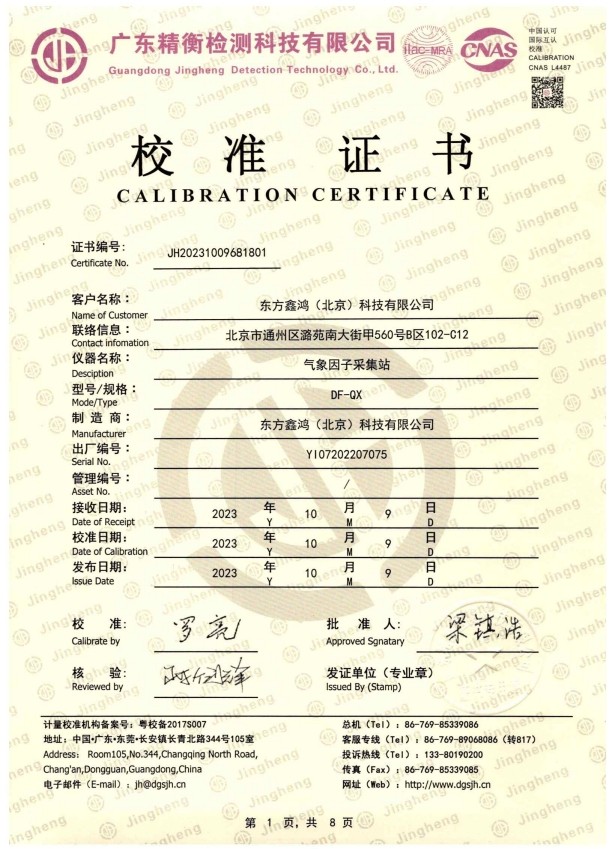 广东精衡检测科技有限公司
Guangdong Jingheng Detection Technology Co., Ltd.
ilac-MRA
CNAS
中国认可
国际互认
校准
CALIBRATION
CNAS L4487
校准证书
CALIBRATION CERTIFICATE
证书编号: JH20231009681801
Certificate No.
客户名称: 东方鑫鸿（北京）科技有限公司
Name of Customer
联络信息: 北京市通州区潞苑南大街甲560号B区102-C12
Contact infomation
仪器名称: 气象因子采集站
Desciption
型号/规格: DF-QX
Mode/Type
制造商: 东方鑫鸿（北京）科技有限公司
Manufacturer
出厂编号: YI07202207075
Serial No.
管理编号: /
Asset No.
接收日期: 2023 年 10 月 9 日
Date of Receipt Y M D
校准日期: 2023 年 10 月 9 日
Date of Calibration Y M D
发布日期: 2023 年 10 月 9 日
Issue Date Y M D
校准: 罗亮 批准人: 梁镇浩
Calibrate by Approved Sgnatary
核验: 发证单位（专业章）
Reviewed by Issued By (Stamp)
计量校准机构备案号: 粤校备2017S007
地址: 中国·广东·东莞·长安镇长青北路344号105室
Address: Room105,No.344,Changqing North Road,
Chang'an,Dongguan,Guangdong,China
电子邮件（E-mail）: jh@dgsjh.cn
总机（Tel）: 86-769-85339086
客服专线（Tel）: 86-769-89068086（转817）
投诉热线（Tel）: 133-80190200
传真（Fax）: 86-769-85339085
网址（Web）: http://www.dgsjh.cn
第 1 页, 共 8 页